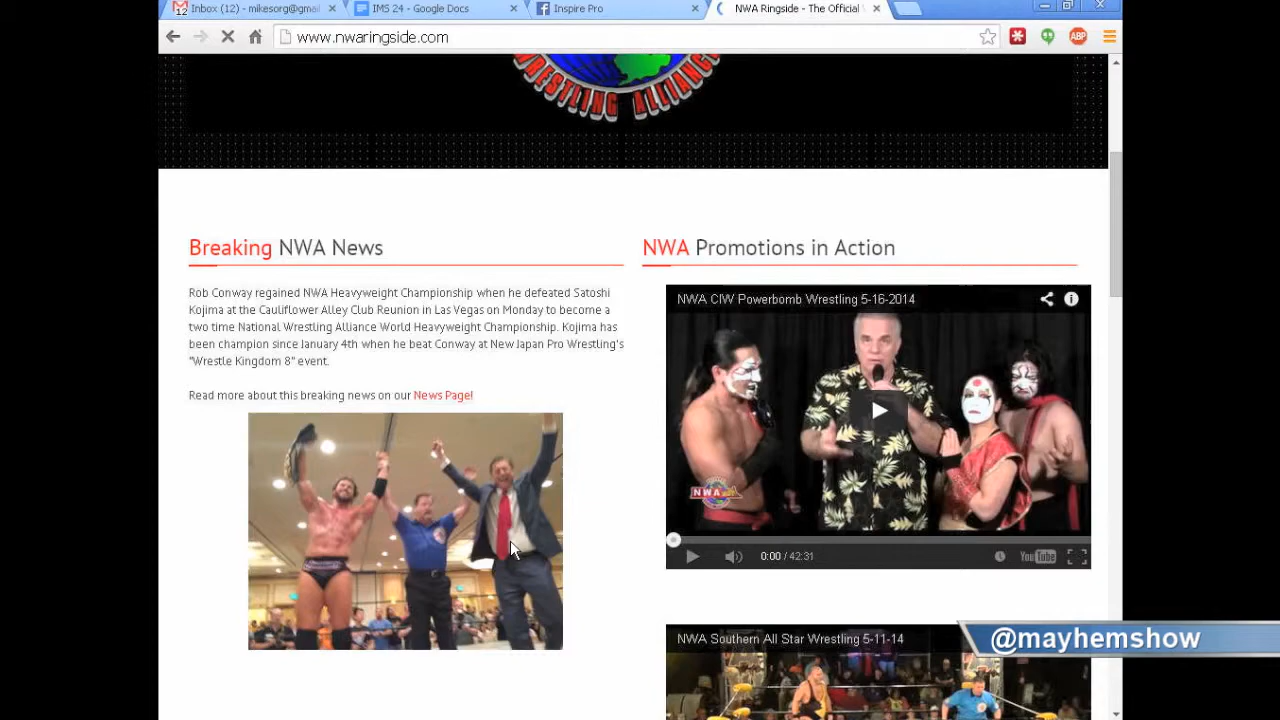 Inbox (12) - mikesorg@gmail
IMS 24 - Google Docs
Inspire Pro
NWA Ringside - The Official
12
www.nwaringside.com
ABP
WRESTLING ALLIANCE
Breaking NWA News
Rob Conway regained NWA Heavyweight Championship when he defeated Satoshi
Kojima at the Cauliflower Alley Club Reunion in Las Vegas on Monday to become a
two time National Wrestling Alliance World Heavyweight Championship. Kojima has
been champion since January 4th when he beat Conway at New Japan Pro Wrestling's
"Wrestle Kingdom 8" event.
Read more about this breaking news on our News Page!
NWA Promotions in Action
NWA CIW Powerbomb Wrestling 5-16-2014
NWA
0:00 / 42:31
YouTube
NWA Southern All Star Wrestling 5-11-14
@mayhemshow